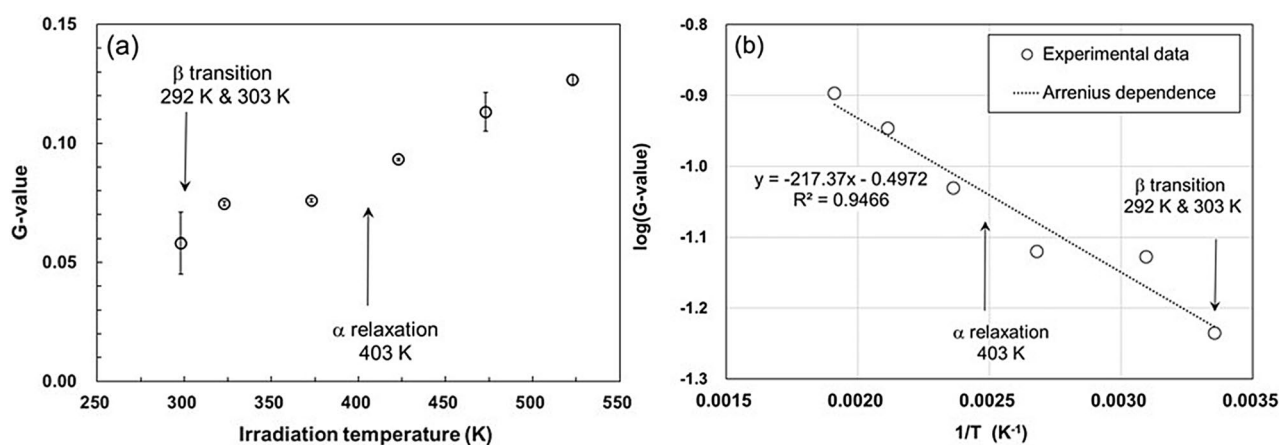 (a)
β transition
292 K & 303 K
α relaxation
403 K
G-value
0.15
0.10
0.05
0.00
250
300
350
400
450
500
550
Irradiation temperature (K)
(b)
Experimental data
Arrenius dependence
y = -217.37x - 0.4972
R² = 0.9466
β transition
292 K & 303 K
α relaxation
403 K
log(G-value)
-0.8
-0.9
-1.0
-1.1
-1.2
-1.3
0.0015
0.0020
0.0025
0.0030
0.0035
1/T (K⁻¹)